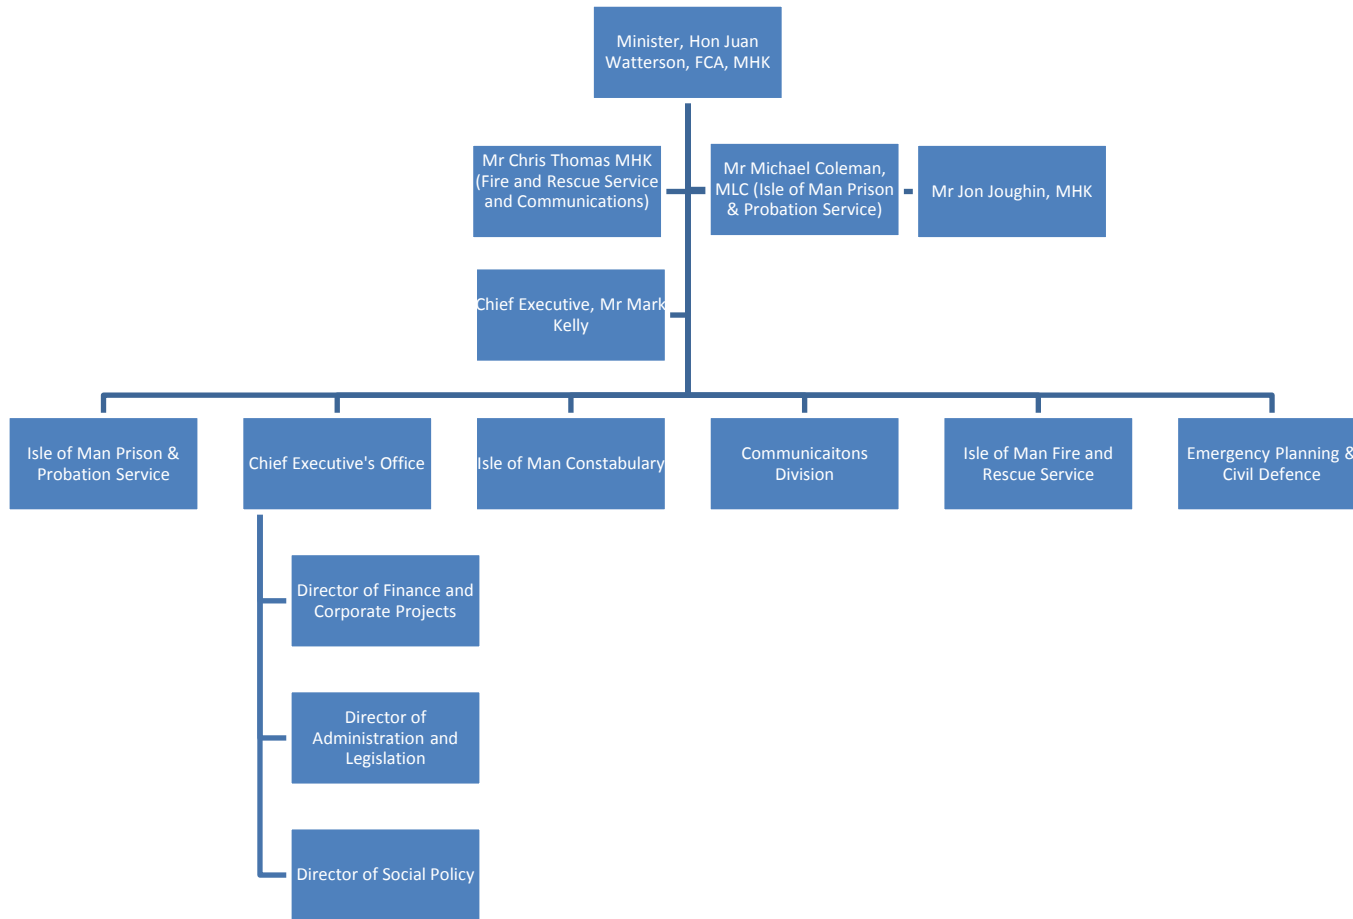 Minister, Hon Juan
Watterson, FCA, MHK
Mr Chris Thomas MHK
(Fire and Rescue Service
and Communications)
Mr Michael Coleman,
MLC (Isle of Man Prison
& Probation Service)
Mr Jon Joughin, MHK
Chief Executive, Mr Mark
Kelly
Isle of Man Prison &
Probation Service
Chief Executive's Office
Isle of Man Constabulary
Communicaitons
Division
Isle of Man Fire and
Rescue Service
Emergency Planning &
Civil Defence
Director of Finance and
Corporate Projects
Director of
Administration and
Legislation
Director of Social Policy